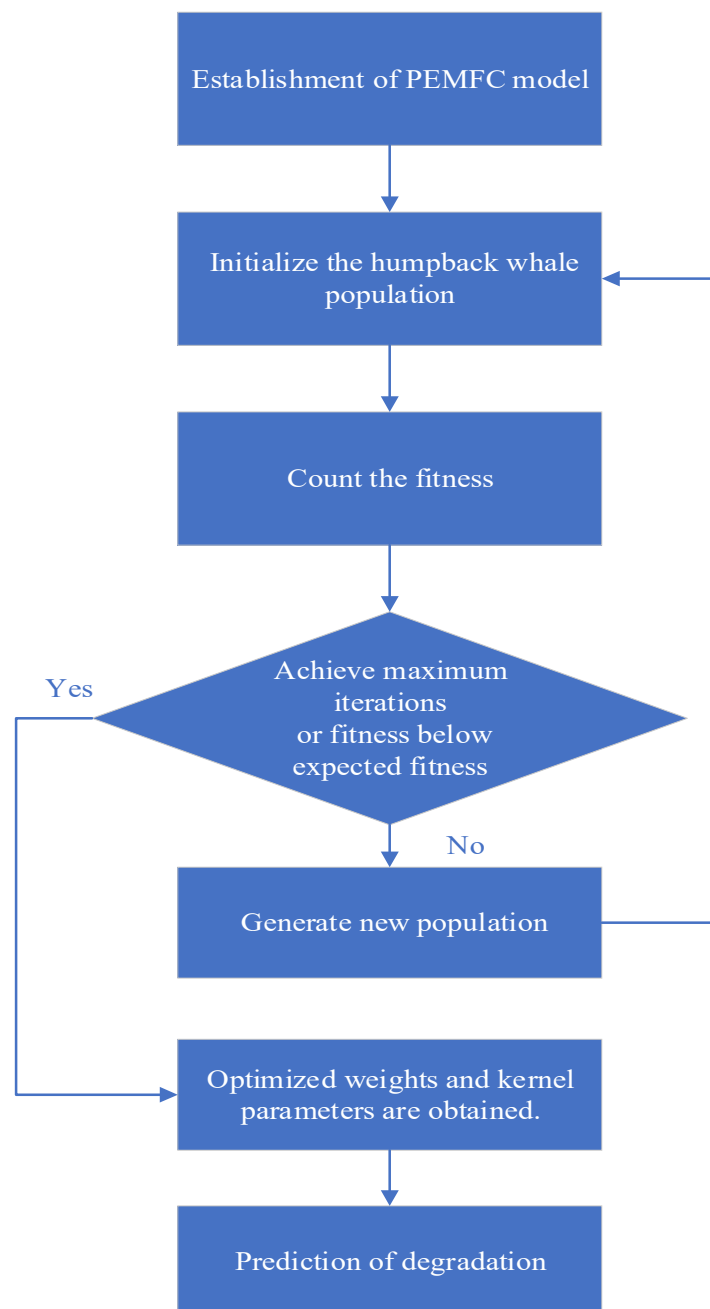 Establishment of PEMFC model
Initialize the humpback whale
population
Count the fitness
Achieve maximum
iterations
or fitness below
expected fitness
Yes
No
Generate new population
Optimized weights and kernel
parameters are obtained.
Prediction of degradation